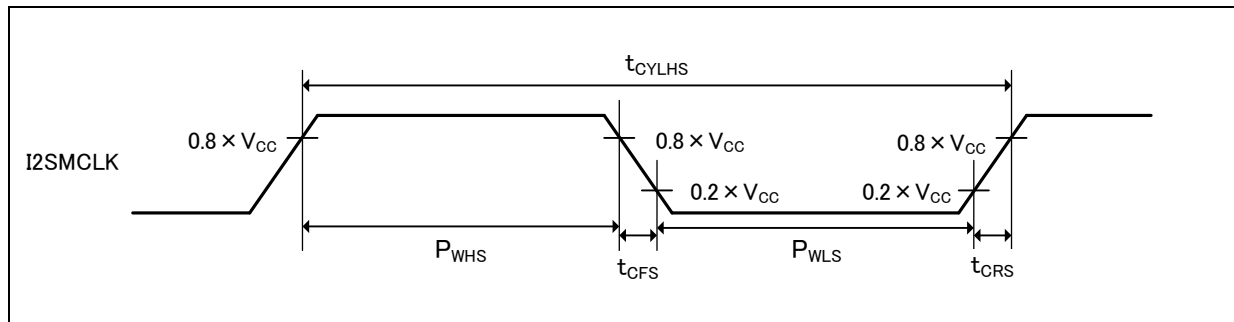 tCYLHS
0.8 × VCC
0.8 × VCC
0.8 × VCC
I2SMCLK
0.2 × VCC
0.2 × VCC
PWHS
tCFS
PWLS
tCRS